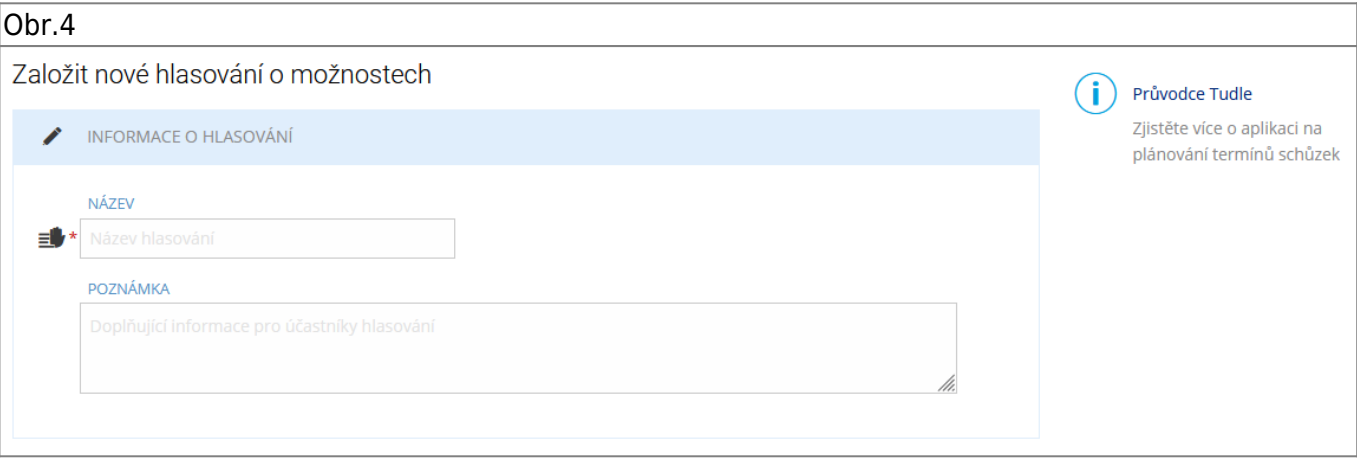 Obr.4
Založit nové hlasování o možnostech
INFORMACE O HLASOVÁNÍ
NÁZEV
* Název hlasování
POZNÁMKA
Doplňující informace pro účastníky hlasování
Průvodce Tudle
Zjistěte více o aplikaci na
plánování termínů schůzek